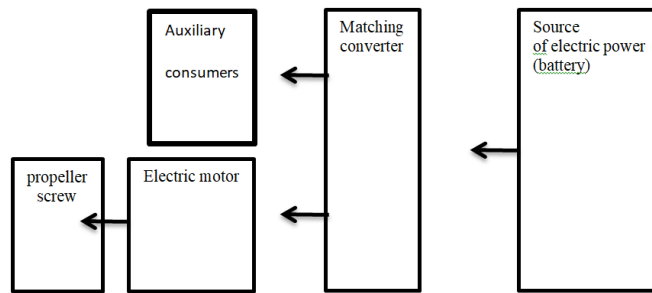 Auxiliary
consumers
Matching
converter
Source
of electric power
(battery)
propeller
screw
Electric motor